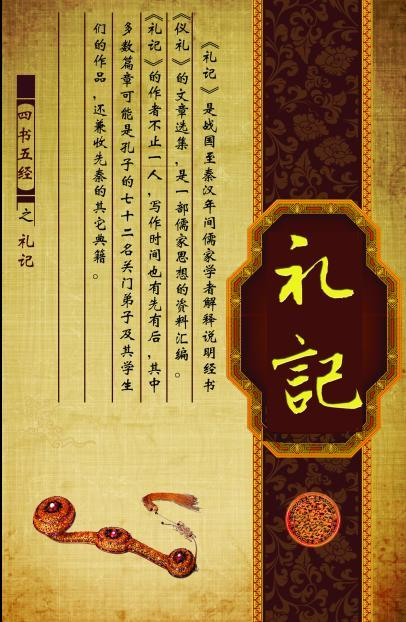 礼記
《礼记》是战国至秦汉年间儒家学者解释说明经书
《仪礼》的文章选集，是一部儒家思想的资料汇编。
《礼记》的作者不止一人，写作时间也有先有后，其中
多数篇章可能是孔子的七十二名关门弟子及其学生
们的作品，还兼收先秦的其它典籍。
四书五经之礼记